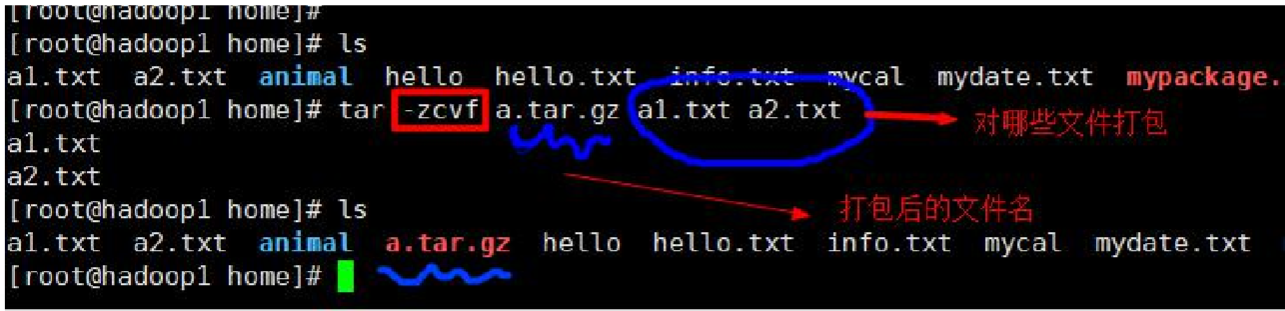 [root@hadoop1 home]#
[root@hadoop1 home]# ls
a1.txt a2.txt animal hello hello.txt info.txt mycal mydate.txt mypackage.
[root@hadoop1 home]# tar -zcvf a.tar.gz a1.txt a2.txt 对哪些文件打包
a1.txt
a2.txt
[root@hadoop1 home]# ls 打包后的文件名
a1.txt a2.txt animal a.tar.gz hello hello.txt info.txt mycal mydate.txt
[root@hadoop1 home]#